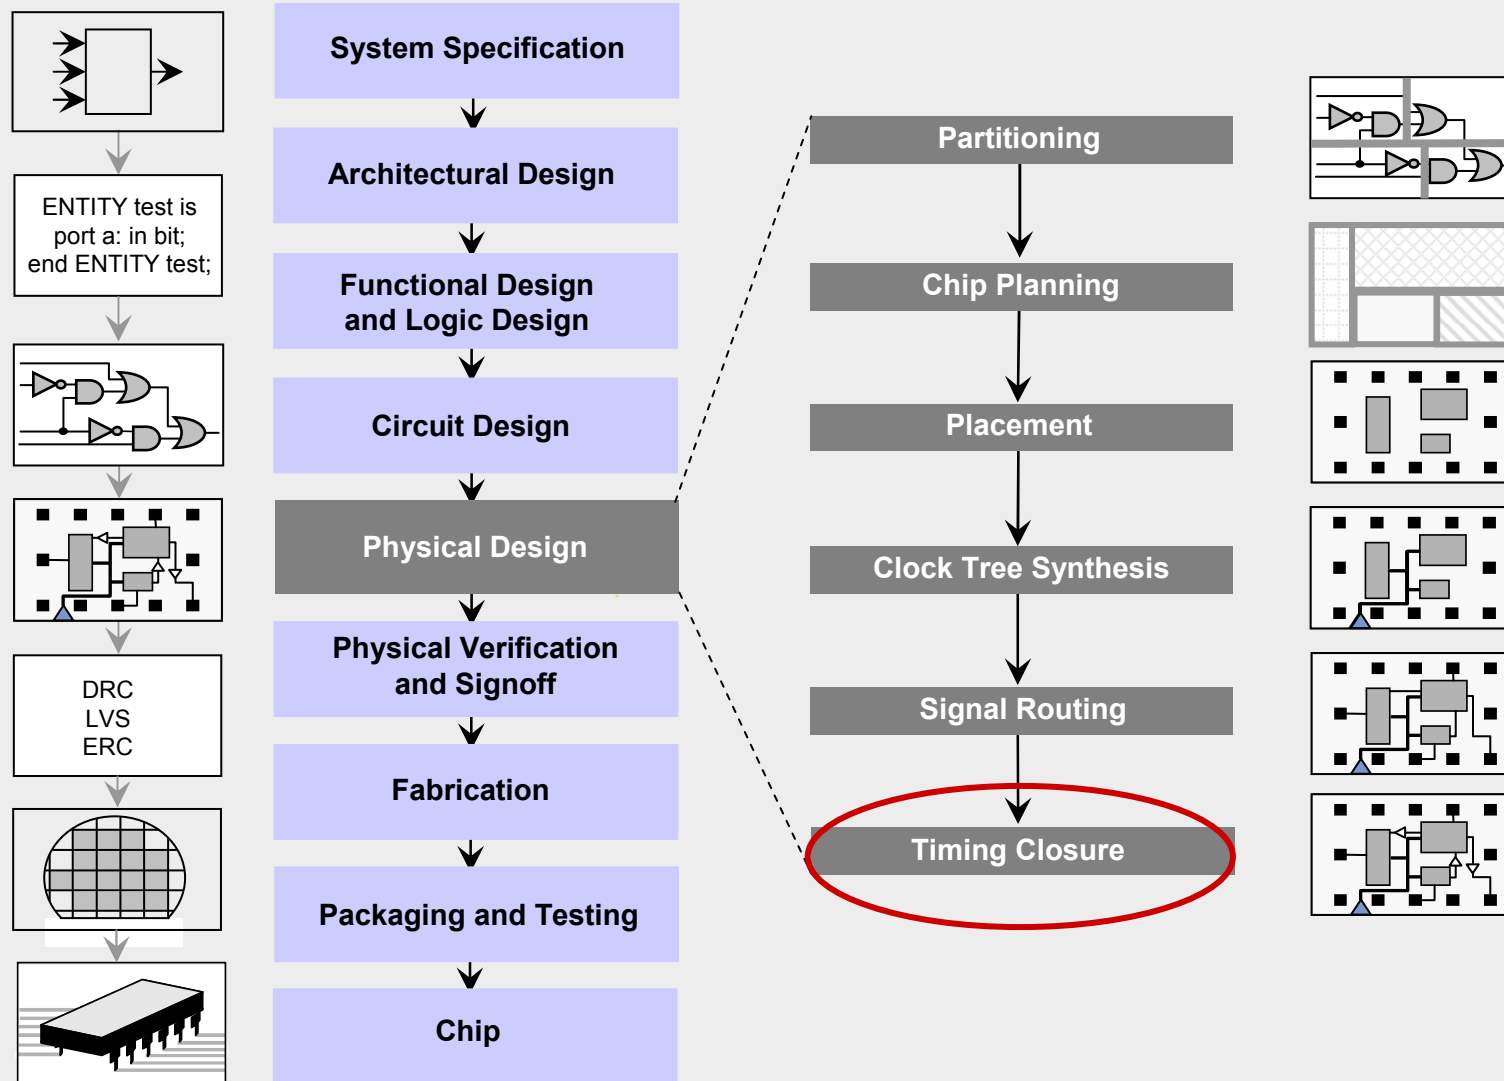 System Specification
Architectural Design
Functional Design
and Logic Design
Circuit Design
Physical Design
Physical Verification
and Signoff
Fabrication
Packaging and Testing
Chip
ENTITY test is
port a: in bit;
end ENTITY test;
DRC
LVS
ERC
Partitioning
Chip Planning
Placement
Clock Tree Synthesis
Signal Routing
Timing Closure